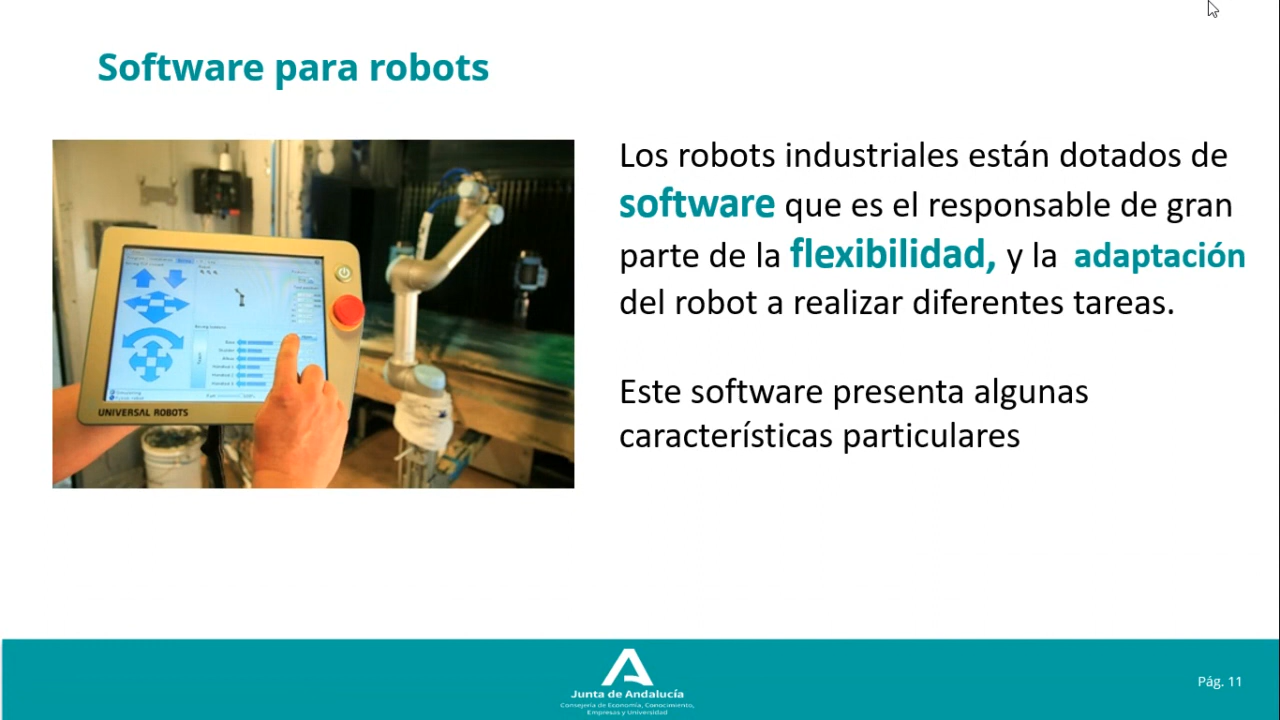 Software para robots
Los robots industriales están dotados de
software que es el responsable de gran
parte de la flexibilidad, y la adaptación
del robot a realizar diferentes tareas.
Este software presenta algunas
características particulares
UNIVERSAL ROBOTS
Junta de Andalucía
Consejería de Economía, Conocimiento,
Empresas y Universidad
Pág. 11